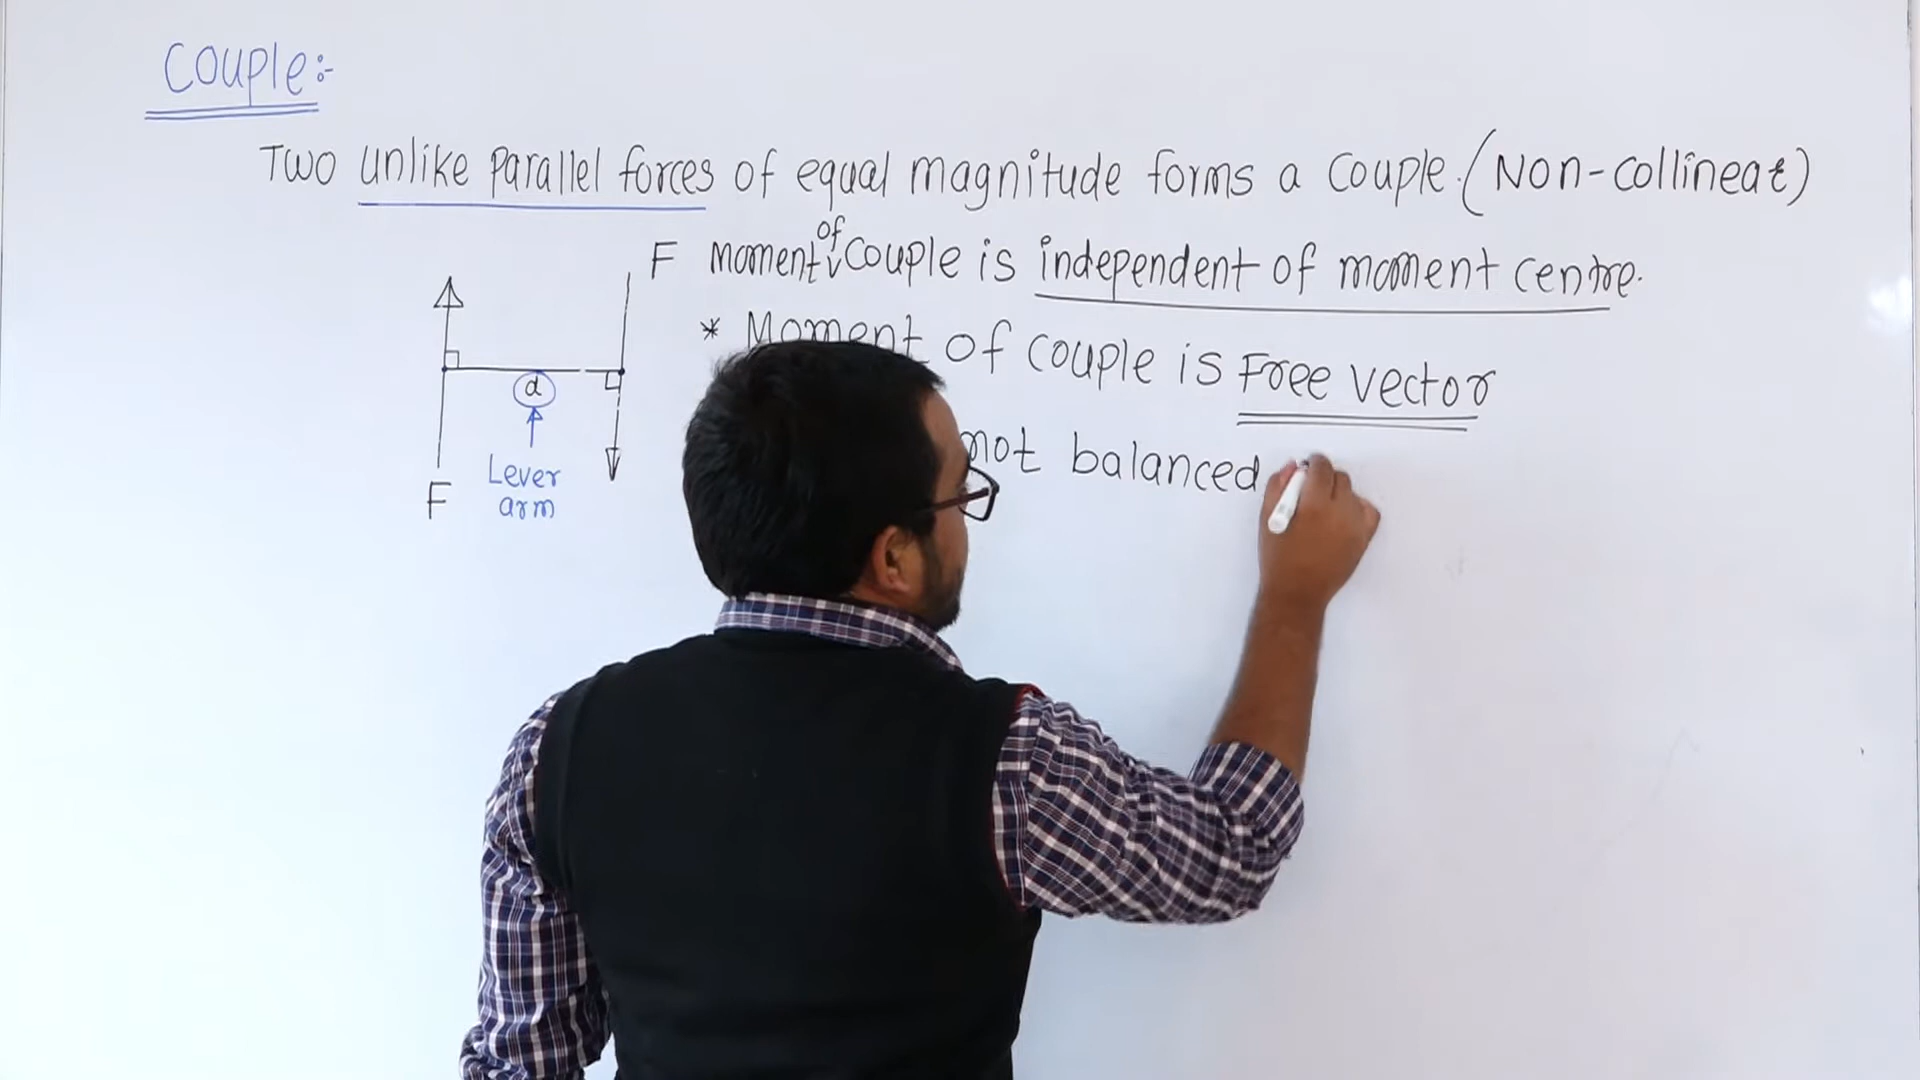 Couple:-
Two unlike parallel forces of equal magnitude forms a couple. (Non-collineat)
F Moment of Couple is independent of moment centre.
* Moment of couple is Free vector
d
not balanced
Lever
arm
F